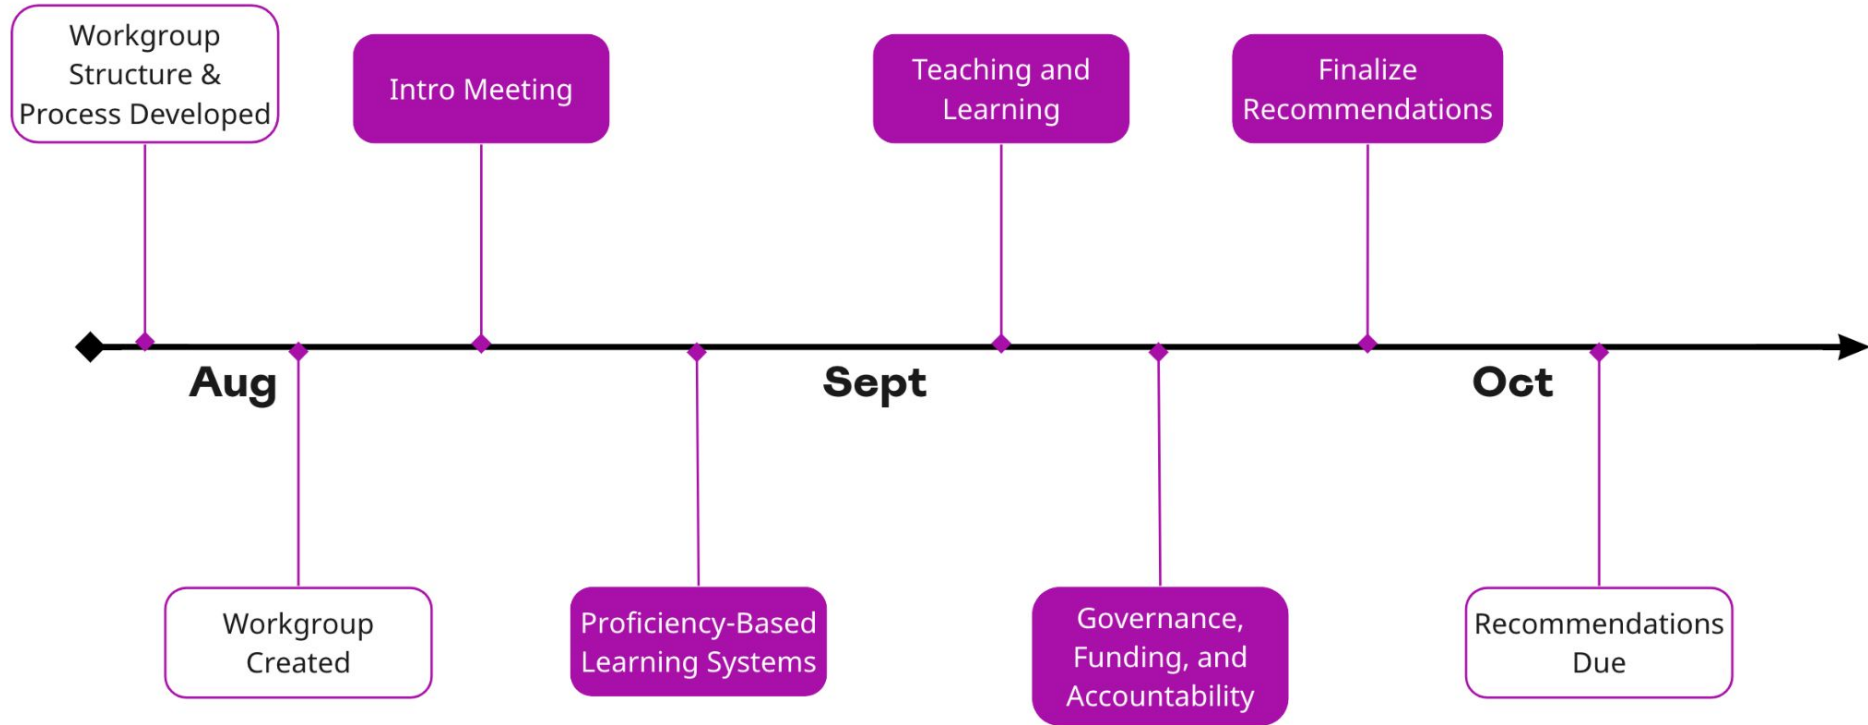 Workgroup
Structure &
Process Developed
Intro Meeting
Teaching and
Learning
Finalize
Recommendations
Aug
Sept
Oct
Workgroup
Created
Proficiency-Based
Learning Systems
Governance,
Funding, and
Accountability
Recommendations
Due